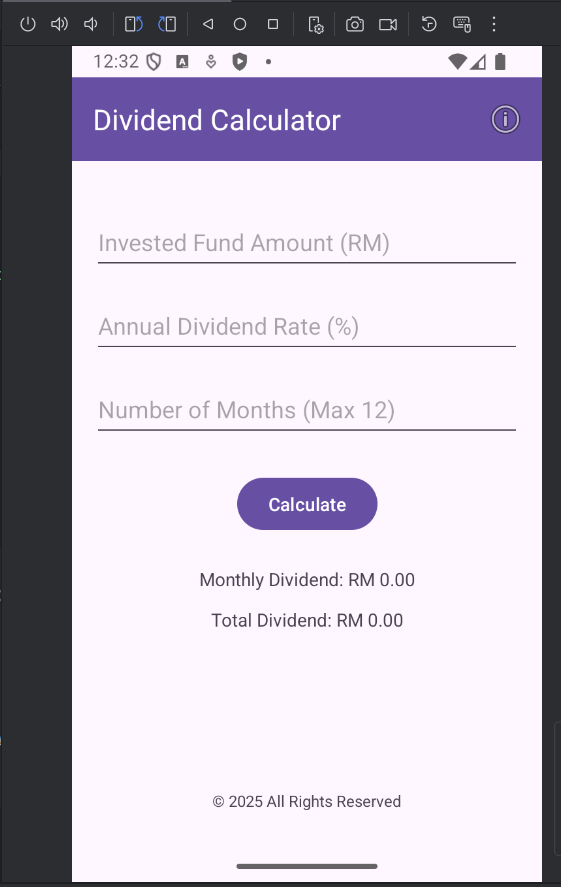 12:32
Dividend Calculator
Invested Fund Amount (RM)
Annual Dividend Rate (%)
Number of Months (Max 12)
Calculate
Monthly Dividend: RM 0.00
Total Dividend: RM 0.00
© 2025 All Rights Reserved